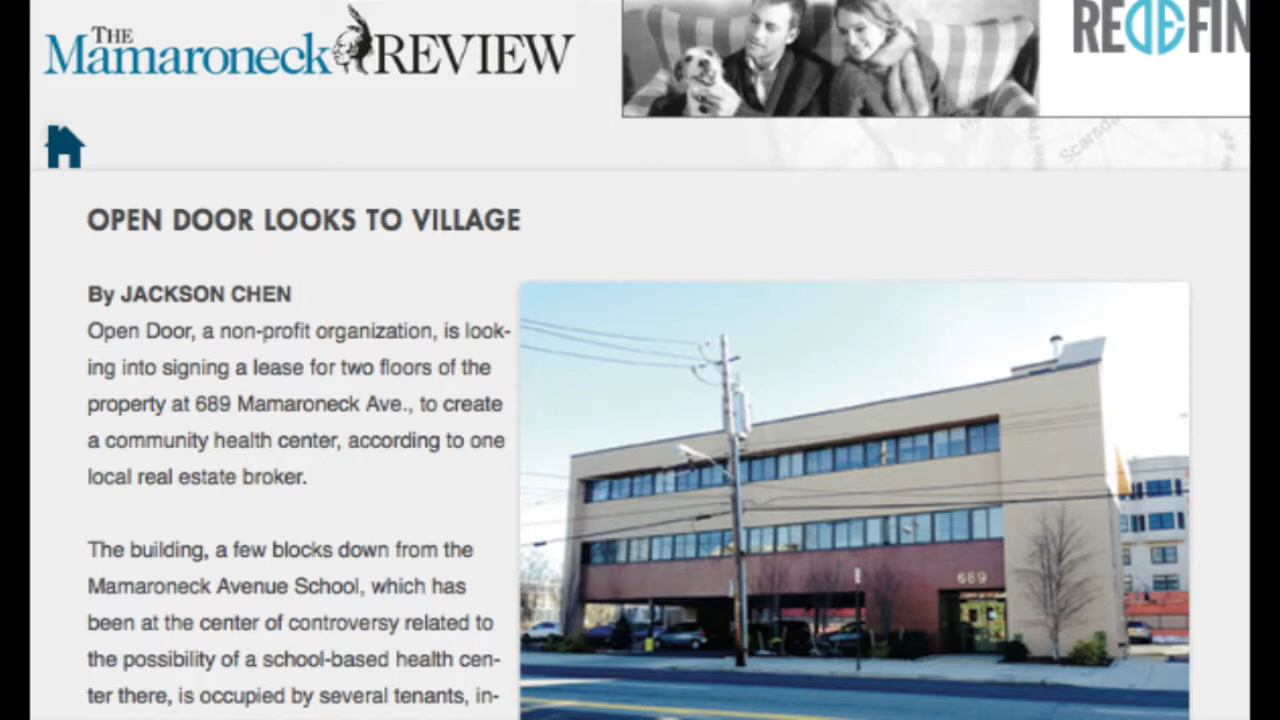 THE
Mamaroneck REVIEW
REDEFIN
Scarsda
OPEN DOOR LOOKS TO VILLAGE
By JACKSON CHEN
Open Door, a non-profit organization, is look-
ing into signing a lease for two floors of the
property at 689 Mamaroneck Ave., to create
a community health center, according to one
local real estate broker.
The building, a few blocks down from the
Mamaroneck Avenue School, which has
been at the center of controversy related to
the possibility of a school-based health cen-
ter there, is occupied by several tenants, in-
689